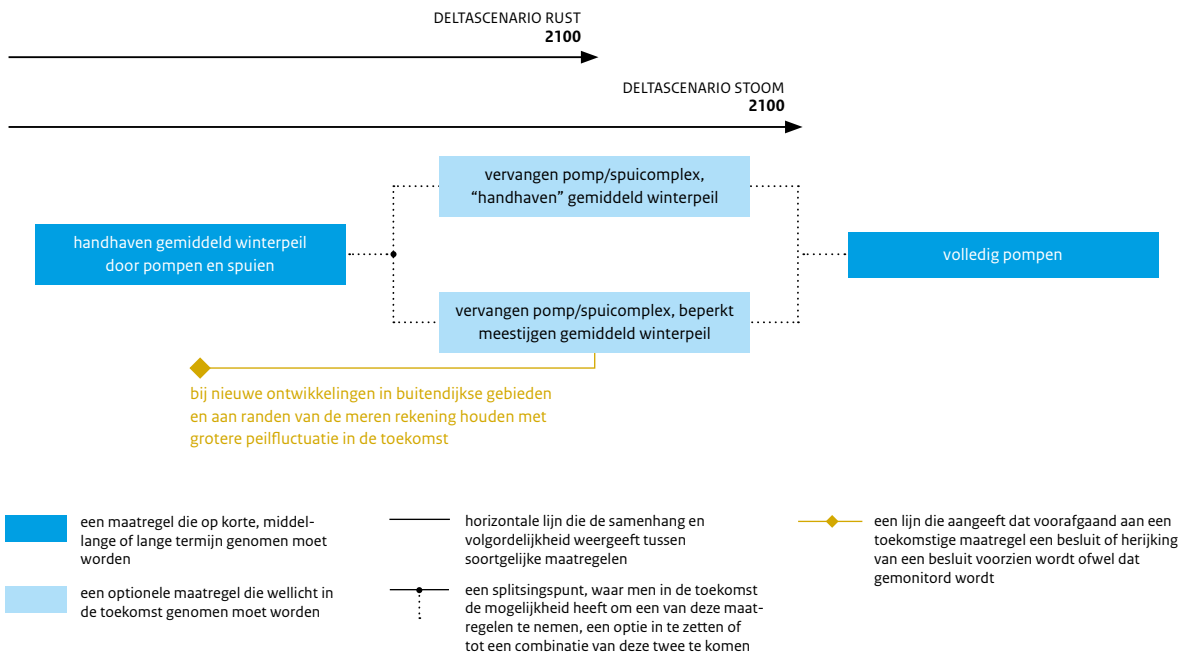 DELTASCENARIO RUST
2100
DELTASCENARIO STOOM
2100
vervangen pomp/spuicomplex,
“handhaven” gemiddeld winterpeil
handhaven gemiddeld winterpeil
door pompen en spuien
volledig pompen
vervangen pomp/spuicomplex, beperkt
meestijgen gemiddeld winterpeil
bij nieuwe ontwikkelingen in buitendijkse gebieden
en aan randen van de meren rekening houden met
grotere peilfluctuatie in de toekomst
een maatregel die op korte, middel-
lange of lange termijn genomen moet
worden
een optionele maatregel die wellicht in
de toekomst genomen moet worden
horizontale lijn die de samenhang en
volgordelijkheid weergeeft tussen
soortgelijke maatregelen
een splitsingspunt, waar men in de toekomst
de mogelijkheid heeft om een van deze maat-
regelen te nemen, een optie in te zetten of
tot een combinatie van deze twee te komen
een lijn die aangeeft dat voorafgaand aan een
toekomstige maatregel een besluit of herijking
van een besluit voorzien wordt ofwel dat
gemonitord wordt